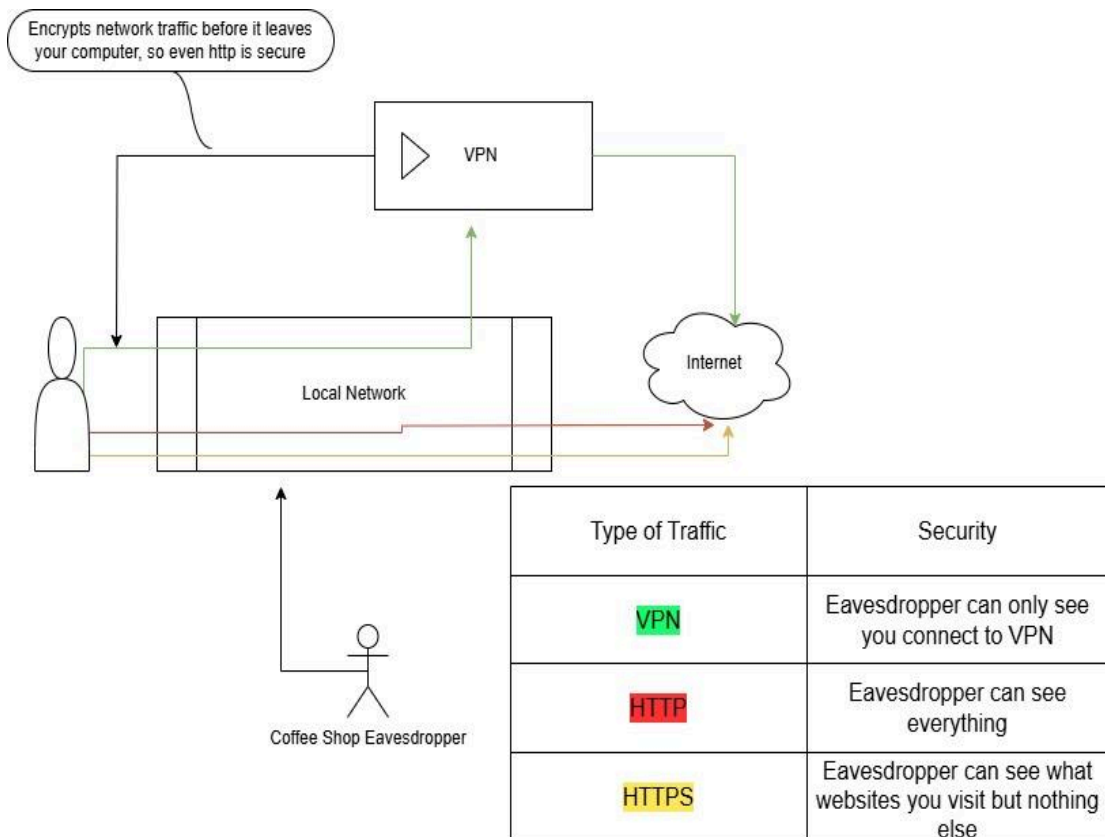 Encrypts network traffic before it leaves
your computer, so even http is secure
VPN
Internet
Local Network
Coffee Shop Eavesdropper
Type of Traffic
Security
VPN
Eavesdropper can only see
you connect to VPN
HTTP
Eavesdropper can see
everything
HTTPS
Eavesdropper can see what
websites you visit but nothing
else